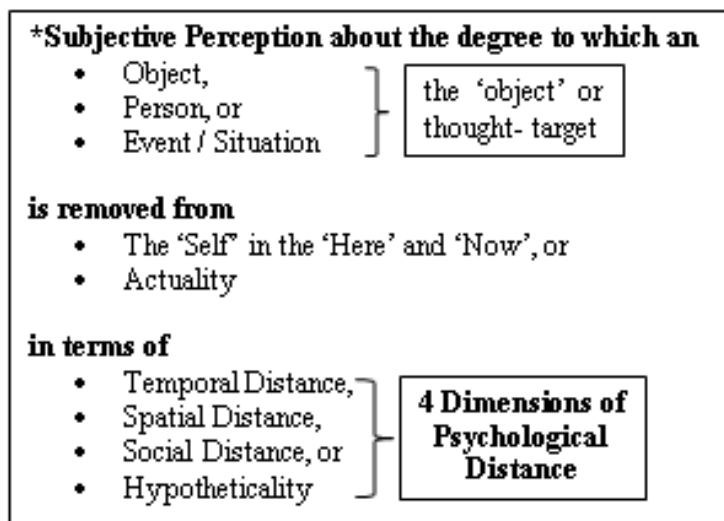 *Subjective Perception about the degree to which an
• Object,
• Person, or
• Event / Situation
the 'object' or
thought- target
is removed from
• The 'Self' in the 'Here' and 'Now', or
• Actuality
in terms of
• Temporal Distance,
• Spatial Distance,
• Social Distance, or
• Hypotheticality
4 Dimensions of
Psychological
Distance